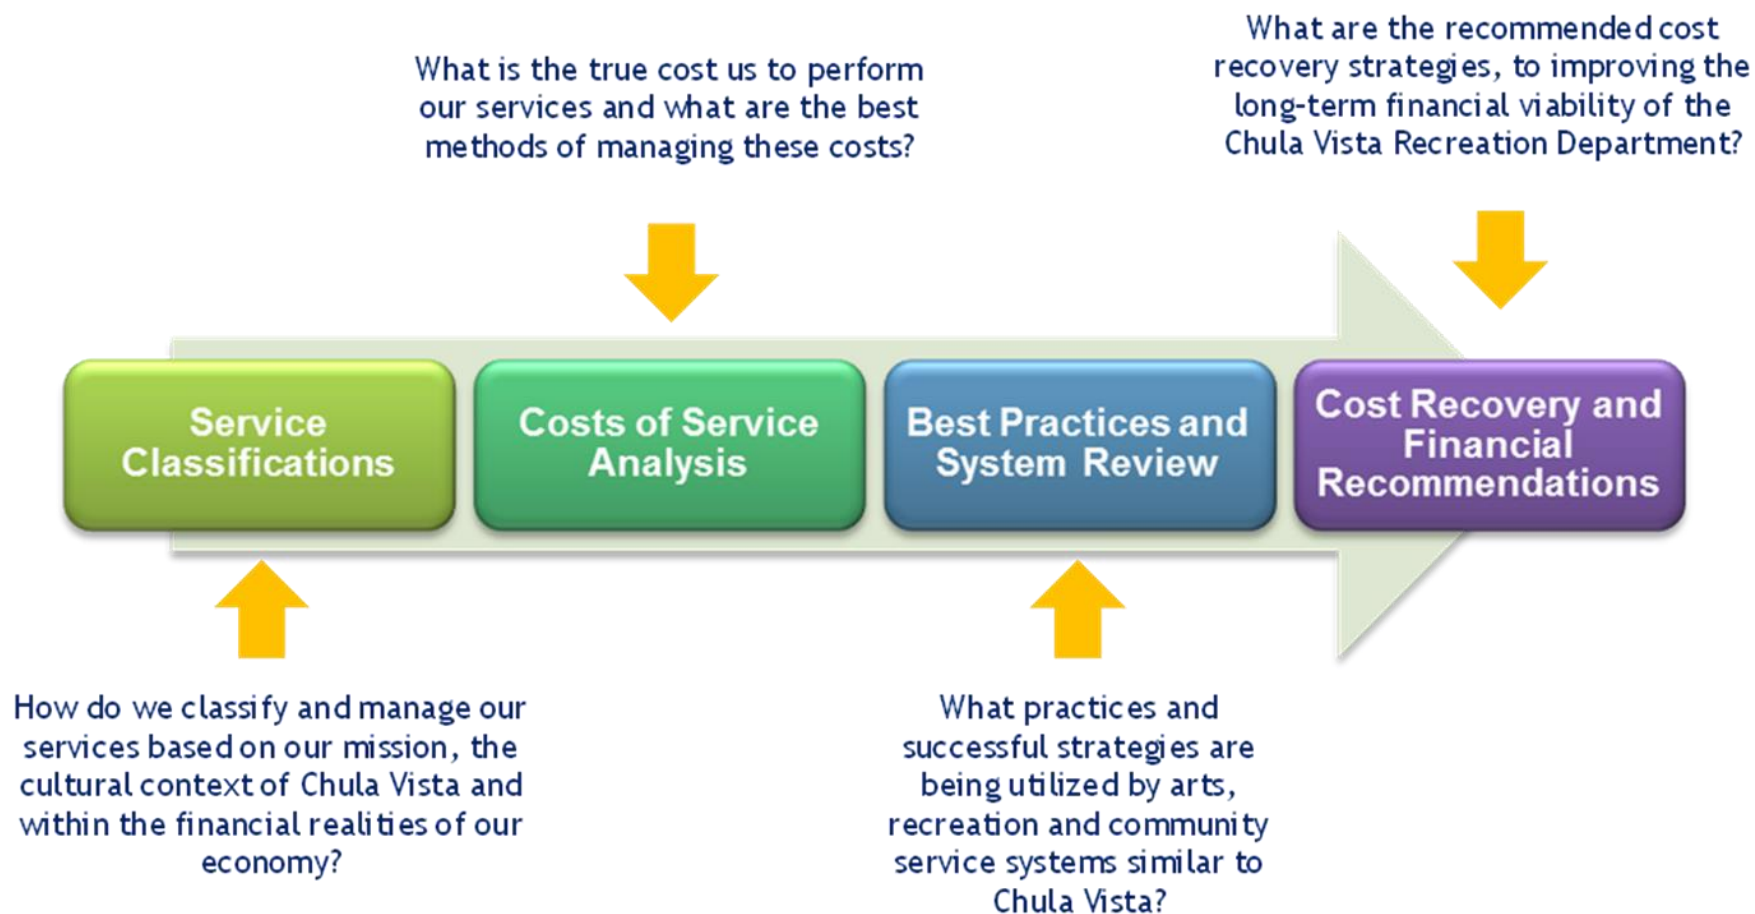 What is the true cost us to perform
our services and what are the best
methods of managing these costs?
What are the recommended cost
recovery strategies, to improving the
long-term financial viability of the
Chula Vista Recreation Department?
Service
Classifications
Costs of Service
Analysis
Best Practices and
System Review
Cost Recovery and
Financial
Recommendations
How do we classify and manage our
services based on our mission, the
cultural context of Chula Vista and
within the financial realities of our
economy?
What practices and
successful strategies are
being utilized by arts,
recreation and community
service systems similar to
Chula Vista?